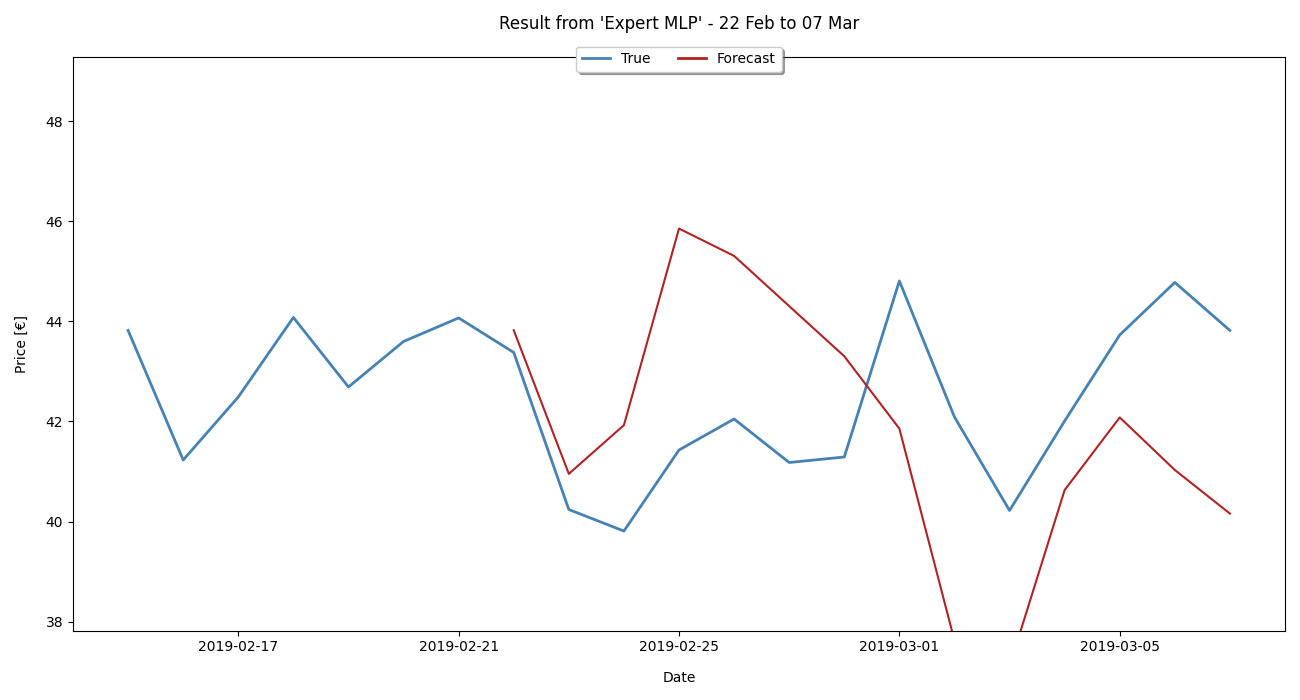 Result from 'Expert MLP' - 22 Feb to 07 Mar
True Forecast
Price [€]
48
46
44
42
40
38
2019-02-17 2019-02-21 2019-02-25 2019-03-01 2019-03-05
Date